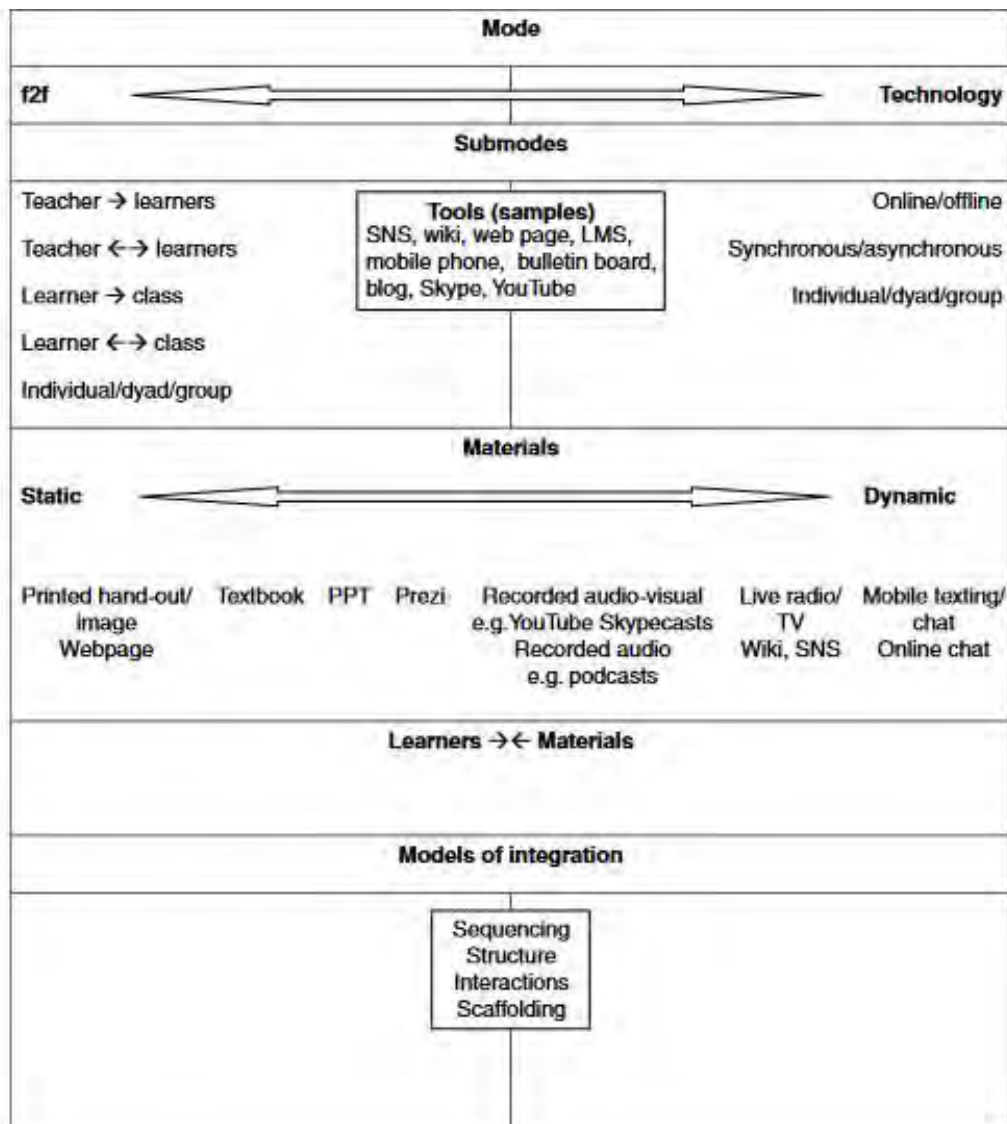 Mode
f2f
Technology
Submodes
Teacher → learners
Teacher ←→ learners
Learner → class
Learner ←→ class
Individual/dyad/group
Tools (samples)
SNS, wiki, web page, LMS,
mobile phone, bulletin board,
blog, Skype, YouTube
Online/offline
Synchronous/asynchronous
Individual/dyad/group
Materials
Static
Dynamic
Printed hand-out/
image
Webpage
Textbook
PPT
Prezi
Recorded audio-visual
e.g.YouTube Skypecasts
Recorded audio
e.g. podcasts
Live radio/
TV
Wiki, SNS
Mobile texting/
chat
Online chat
Learners →← Materials
Models of integration
Sequencing
Structure
Interactions
Scaffolding